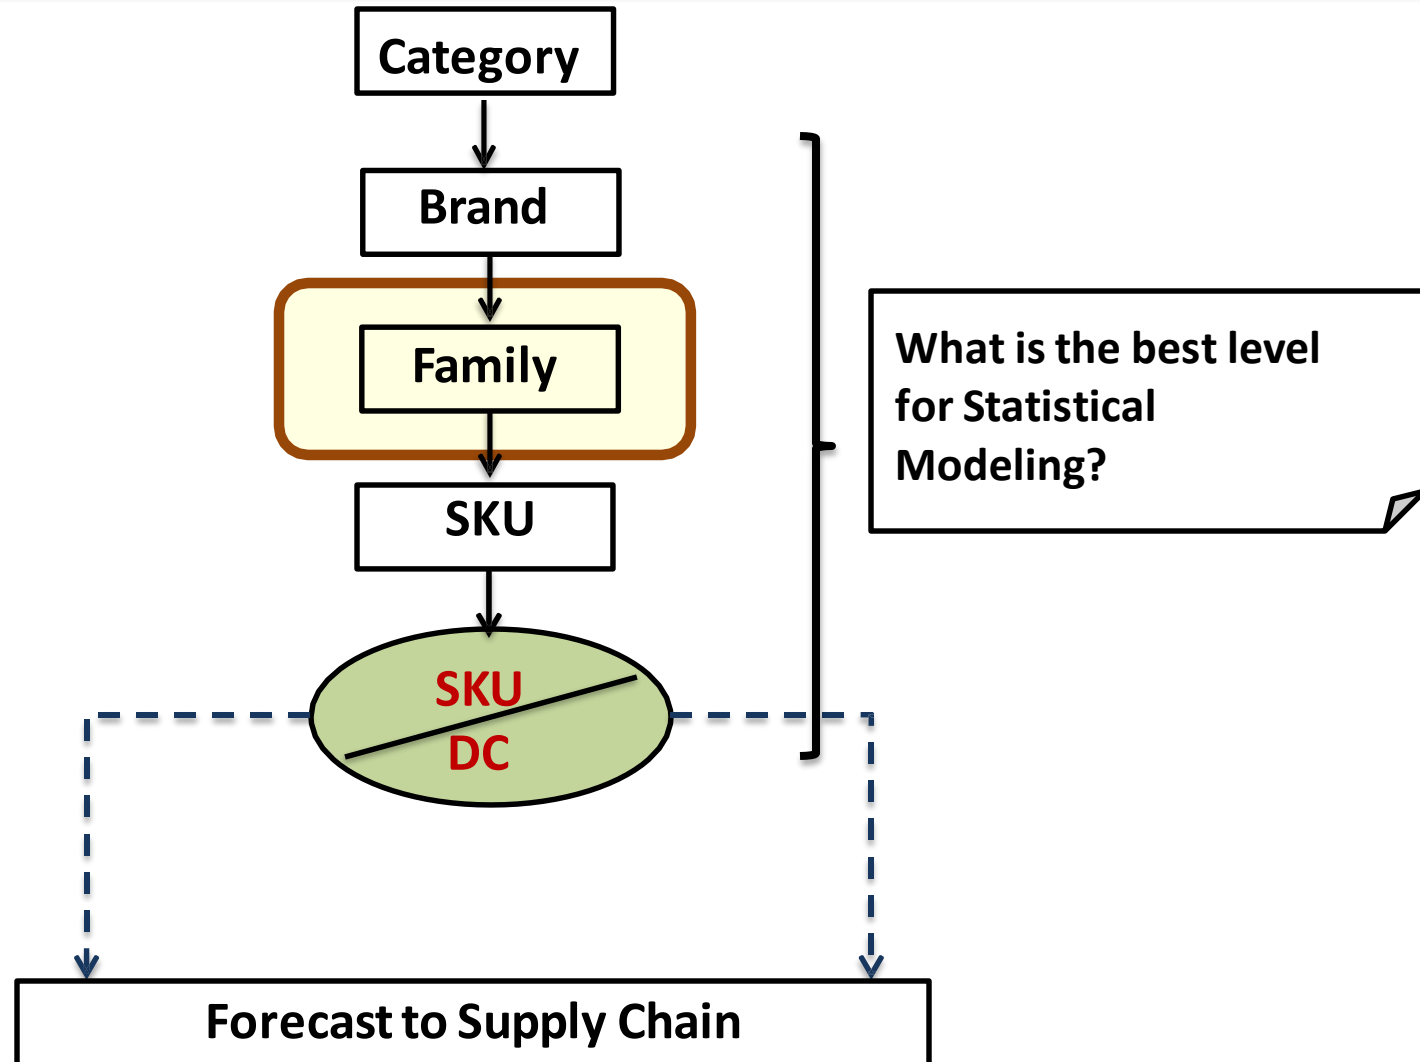 Category
Brand
Family
What is the best level
for Statistical
Modeling?
SKU
SKU
DC
Forecast to Supply Chain